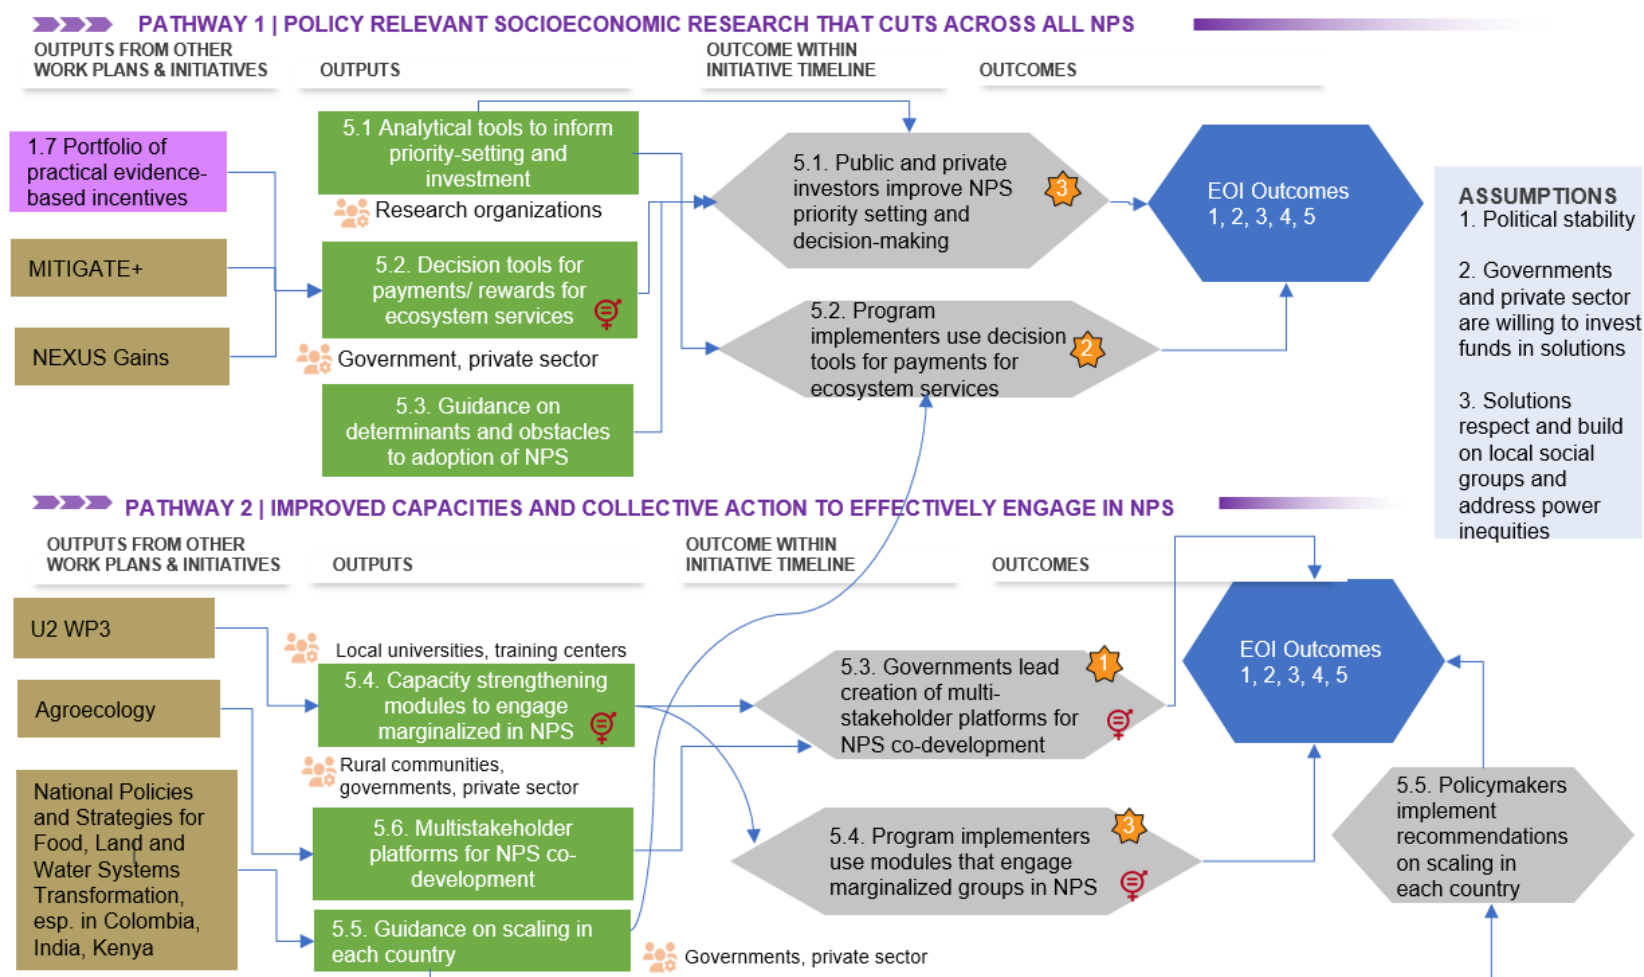 PATHWAY 1 | POLICY RELEVANT SOCIOECONOMIC RESEARCH THAT CUTS ACROSS ALL NPS
OUTPUTS FROM OTHER
WORK PLANS & INITIATIVES
OUTPUTS
OUTCOME WITHIN
INITIATIVE TIMELINE
OUTCOMES
1.7 Portfolio of
practical evidence-
based incentives
MITIGATE+
NEXUS Gains
5.1 Analytical tools to inform
priority-setting and
investment
Research organizations
5.2. Decision tools for
payments/ rewards for
ecosystem services
Government, private sector
5.3. Guidance on
determinants and obstacles
to adoption of NPS
5.1. Public and private
investors improve NPS
priority setting and
decision-making
3
5.2. Program
implementers use decision
tools for payments for
ecosystem services
2
EOI Outcomes
1, 2, 3, 4, 5
ASSUMPTIONS
1. Political stability
2. Governments
and private sector
are willing to invest
funds in solutions
3. Solutions
respect and build
on local social
groups and
address power
inequities
PATHWAY 2 | IMPROVED CAPACITIES AND COLLECTIVE ACTION TO EFFECTIVELY ENGAGE IN NPS
OUTPUTS FROM OTHER
WORK PLANS & INITIATIVES
OUTPUTS
OUTCOME WITHIN
INITIATIVE TIMELINE
OUTCOMES
U2 WP3
Agroecology
National Policies
and Strategies for
Food, Land and
Water Systems
Transformation,
esp. in Colombia,
India, Kenya
Local universities, training centers
5.4. Capacity strengthening
modules to engage
marginalized in NPS
Rural communities,
governments, private sector
5.6. Multistakeholder
platforms for NPS co-
development
5.5. Guidance on scaling in
each country
Governments, private sector
5.3. Governments lead
creation of multi-
stakeholder platforms for
NPS co-development
1
5.4. Program implementers
use modules that engage
marginalized groups in NPS
3
EOI Outcomes
1, 2, 3, 4, 5
5.5. Policymakers
implement
recommendations
on scaling in
each country